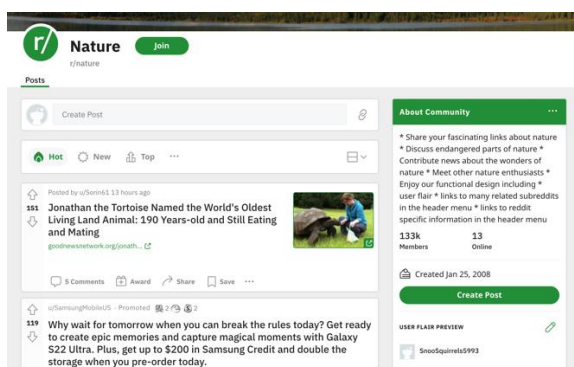 r/
Nature
Join
r/nature
Posts
Create Post
Hot
New
Top
Posted by u/Sorin61 13 hours ago
151
Jonathan the Tortoise Named the World's Oldest
Living Land Animal: 190 Years-old and Still Eating
and Mating
goodnewsnetwork.org/jonath...
5 Comments
Award
Share
Save
u/SamsungMobileUS · Promoted 2 2
119
Why wait for tomorrow when you can break the rules today? Get ready
to create epic memories and capture magical moments with Galaxy
S22 Ultra. Plus, get up to $200 in Samsung Credit and double the
storage when you pre-order today.
About Community
* Share your fascinating links about nature
* Discuss endangered parts of nature *
Contribute news about the wonders of
nature * Meet other nature enthusiasts *
Enjoy our functional design including *
user flair * links to many related subreddits
in the header menu * links to reddit
specific information in the header menu
133k
Members
13
Online
Created Jan 25, 2008
Create Post
USER FLAIR PREVIEW
SnooSquirrels5993